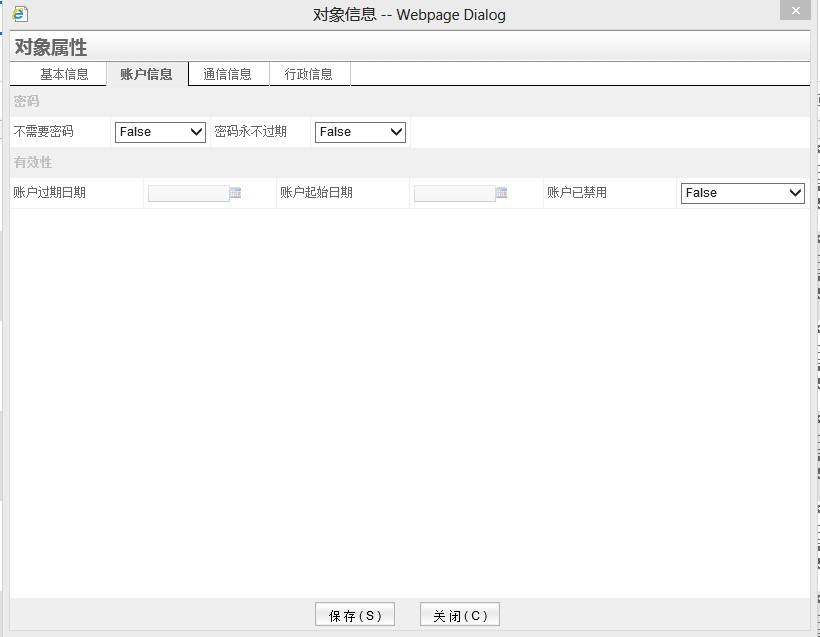 对象信息 -- Webpage Dialog
对象属性
基本信息 账户信息 通信信息 行政信息
密码
不需要密码 False 密码永不过期 False
有效性
账户过期日期 账户起始日期 账户已禁用 False
保存(S) 关闭(C)